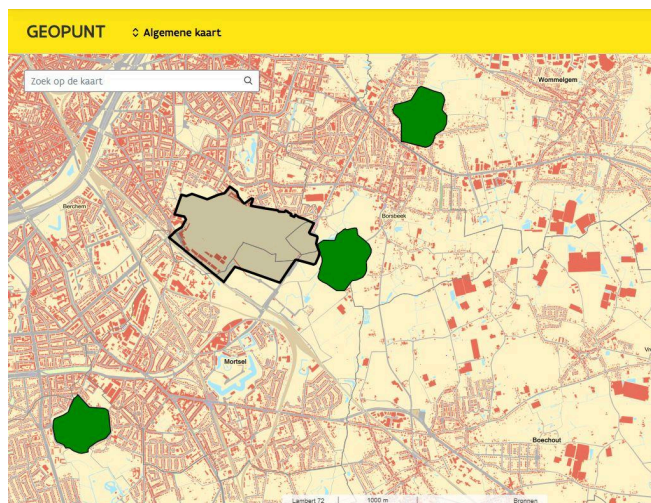 GEOPUNT
Algemene kaart
Zoek op de kaart
Wommelgem
Berchem
Borsbeek
Mortsel
Boechout
Lambert 72
1000 m
Bronnen